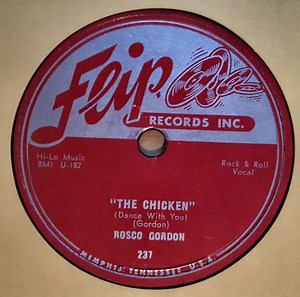 Flip
RECORDS INC.
Hi-Lo Music
BMI U-182
Rock & Roll
Vocal
"THE CHICKEN"
(Dance With You)
(Gordon)
ROSCO GORDON
237
MEMPHIS TENNESSEE U.S.A.